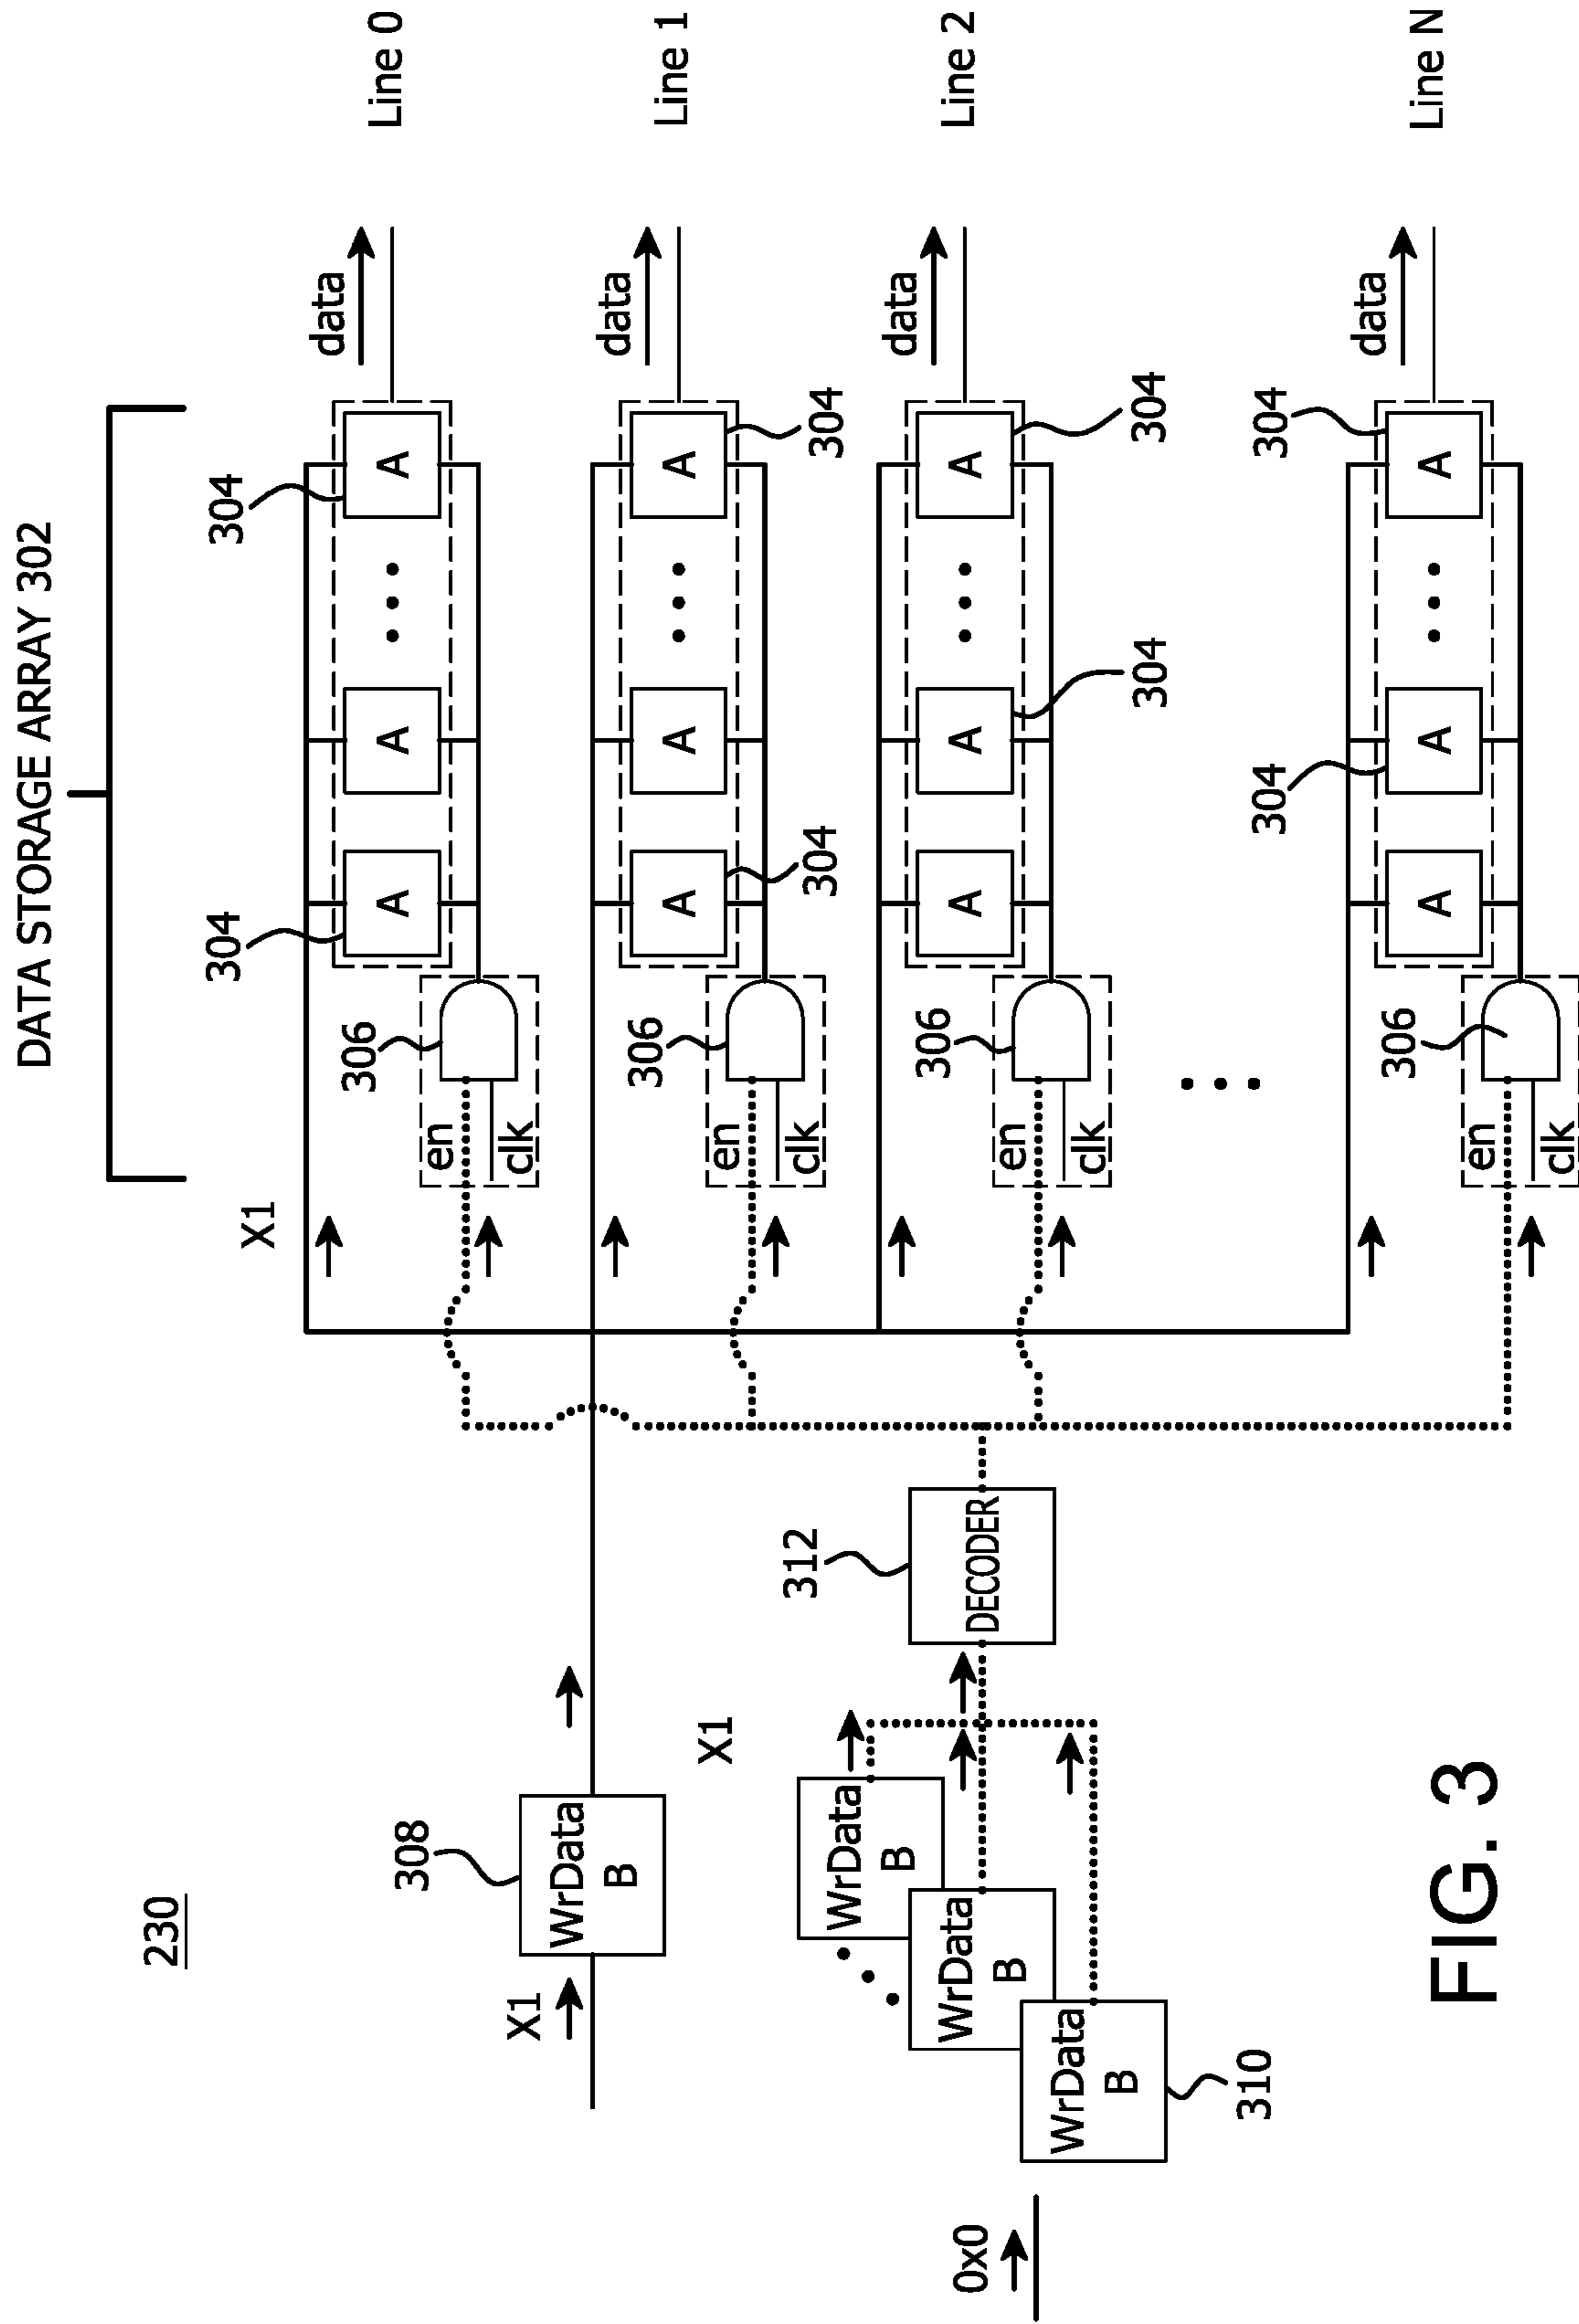 DATA STORAGE ARRAY 302
230
X1
304
304
data
Line 0
A
A
A
306
en
clk
data
Line 1
A
A
A
304
304
306
en
clk
308
X1
WrData
B
data
Line 2
A
A
A
304
304
306
en
clk
X1
312
DECODER
WrData
B
WrData
B
WrData
B
310
0x0
304
304
data
Line N
A
A
A
306
en
clk
FIG. 3